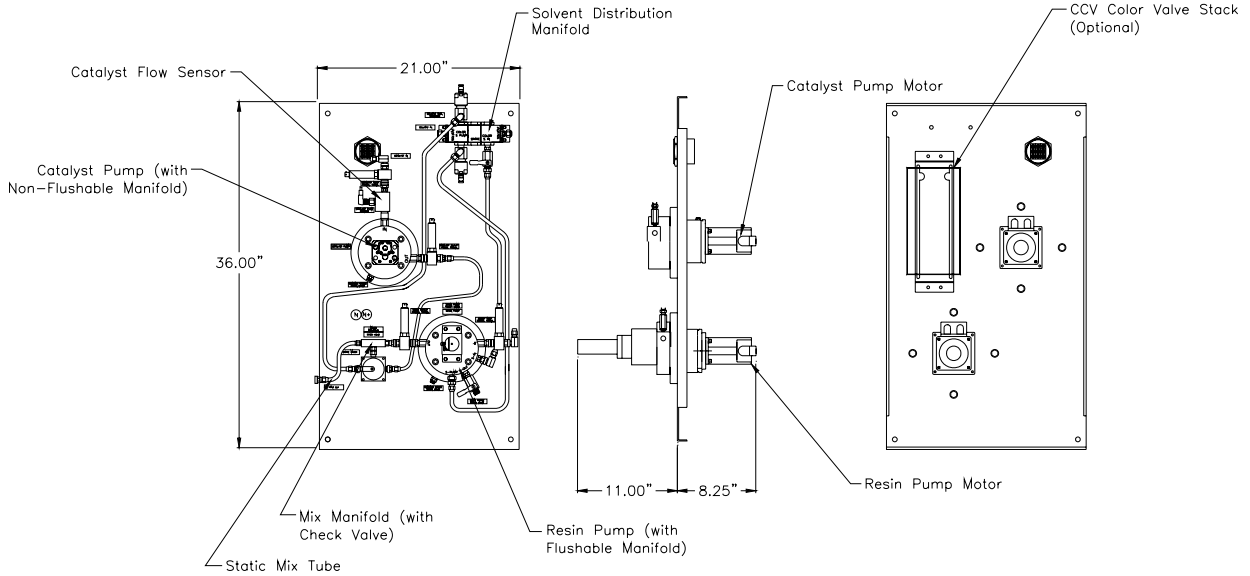 Solvent Distribution
Manifold
CCV Color Valve Stack
(Optional)
Catalyst Flow Sensor
21.00"
Catalyst Pump Motor
Catalyst Pump (with
Non-Flushable Manifold)
36.00"
11.00"
8.25"
Resin Pump Motor
Mix Manifold (with
Check Valve)
Resin Pump (with
Flushable Manifold)
Static Mix Tube